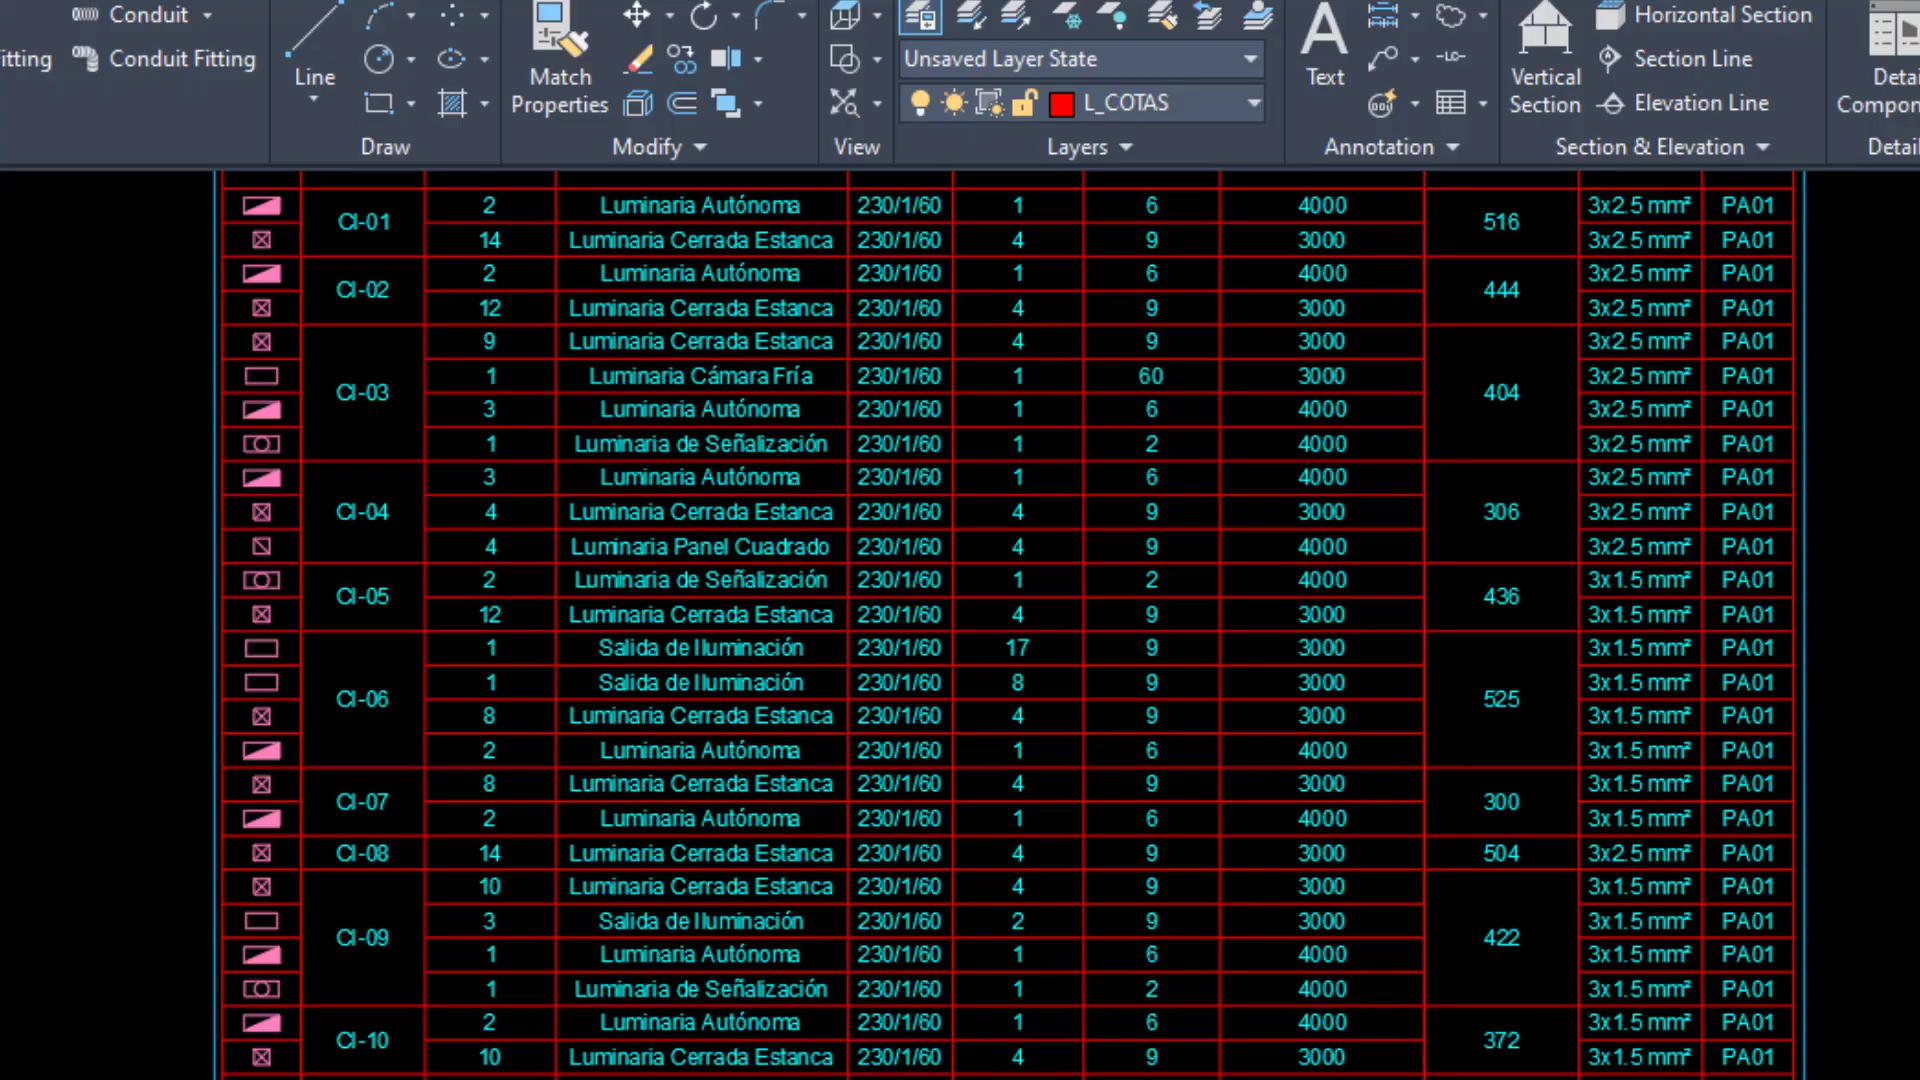 Conduit
itting Conduit Fitting
Line
Match
Properties
Unsaved Layer State
L_COTAS
Text
Vertical
Section
Horizontal Section
Section Line
Elevation Line
Detai
Compon
Draw Modify View Layers Annotation Section & Elevation Detail
CI-01 2 Luminaria Autónoma 230/1/60 1 6 4000 516 3x2.5 mm² PA01
14 Luminaria Cerrada Estanca 230/1/60 4 9 3000 3x2.5 mm² PA01
CI-02 2 Luminaria Autónoma 230/1/60 1 6 4000 444 3x2.5 mm² PA01
12 Luminaria Cerrada Estanca 230/1/60 4 9 3000 3x2.5 mm² PA01
CI-03 9 Luminaria Cerrada Estanca 230/1/60 4 9 3000 404 3x2.5 mm² PA01
1 Luminaria Cámara Fría 230/1/60 1 60 3000 3x2.5 mm² PA01
3 Luminaria Autónoma 230/1/60 1 6 4000 3x2.5 mm² PA01
1 Luminaria de Señalización 230/1/60 1 2 4000 3x2.5 mm² PA01
CI-04 3 Luminaria Autónoma 230/1/60 1 6 4000 306 3x2.5 mm² PA01
4 Luminaria Cerrada Estanca 230/1/60 4 9 3000 3x2.5 mm² PA01
4 Luminaria Panel Cuadrado 230/1/60 4 9 4000 3x2.5 mm² PA01
CI-05 2 Luminaria de Señalización 230/1/60 1 2 4000 436 3x1.5 mm² PA01
12 Luminaria Cerrada Estanca 230/1/60 4 9 3000 3x1.5 mm² PA01
CI-06 1 Salida de Iluminación 230/1/60 17 9 3000 525 3x1.5 mm² PA01
1 Salida de Iluminación 230/1/60 8 9 3000 3x1.5 mm² PA01
8 Luminaria Cerrada Estanca 230/1/60 4 9 3000 3x1.5 mm² PA01
2 Luminaria Autónoma 230/1/60 1 6 4000 3x1.5 mm² PA01
CI-07 8 Luminaria Cerrada Estanca 230/1/60 4 9 3000 300 3x1.5 mm² PA01
2 Luminaria Autónoma 230/1/60 1 6 4000 3x1.5 mm² PA01
CI-08 14 Luminaria Cerrada Estanca 230/1/60 4 9 3000 504 3x2.5 mm² PA01
CI-09 10 Luminaria Cerrada Estanca 230/1/60 4 9 3000 422 3x1.5 mm² PA01
3 Salida de Iluminación 230/1/60 2 9 3000 3x1.5 mm² PA01
1 Luminaria Autónoma 230/1/60 1 6 4000 3x1.5 mm² PA01
1 Luminaria de Señalización 230/1/60 1 2 4000 3x1.5 mm² PA01
CI-10 2 Luminaria Autónoma 230/1/60 1 6 4000 372 3x1.5 mm² PA01
10 Luminaria Cerrada Estanca 230/1/60 4 9 3000 3x1.5 mm² PA01